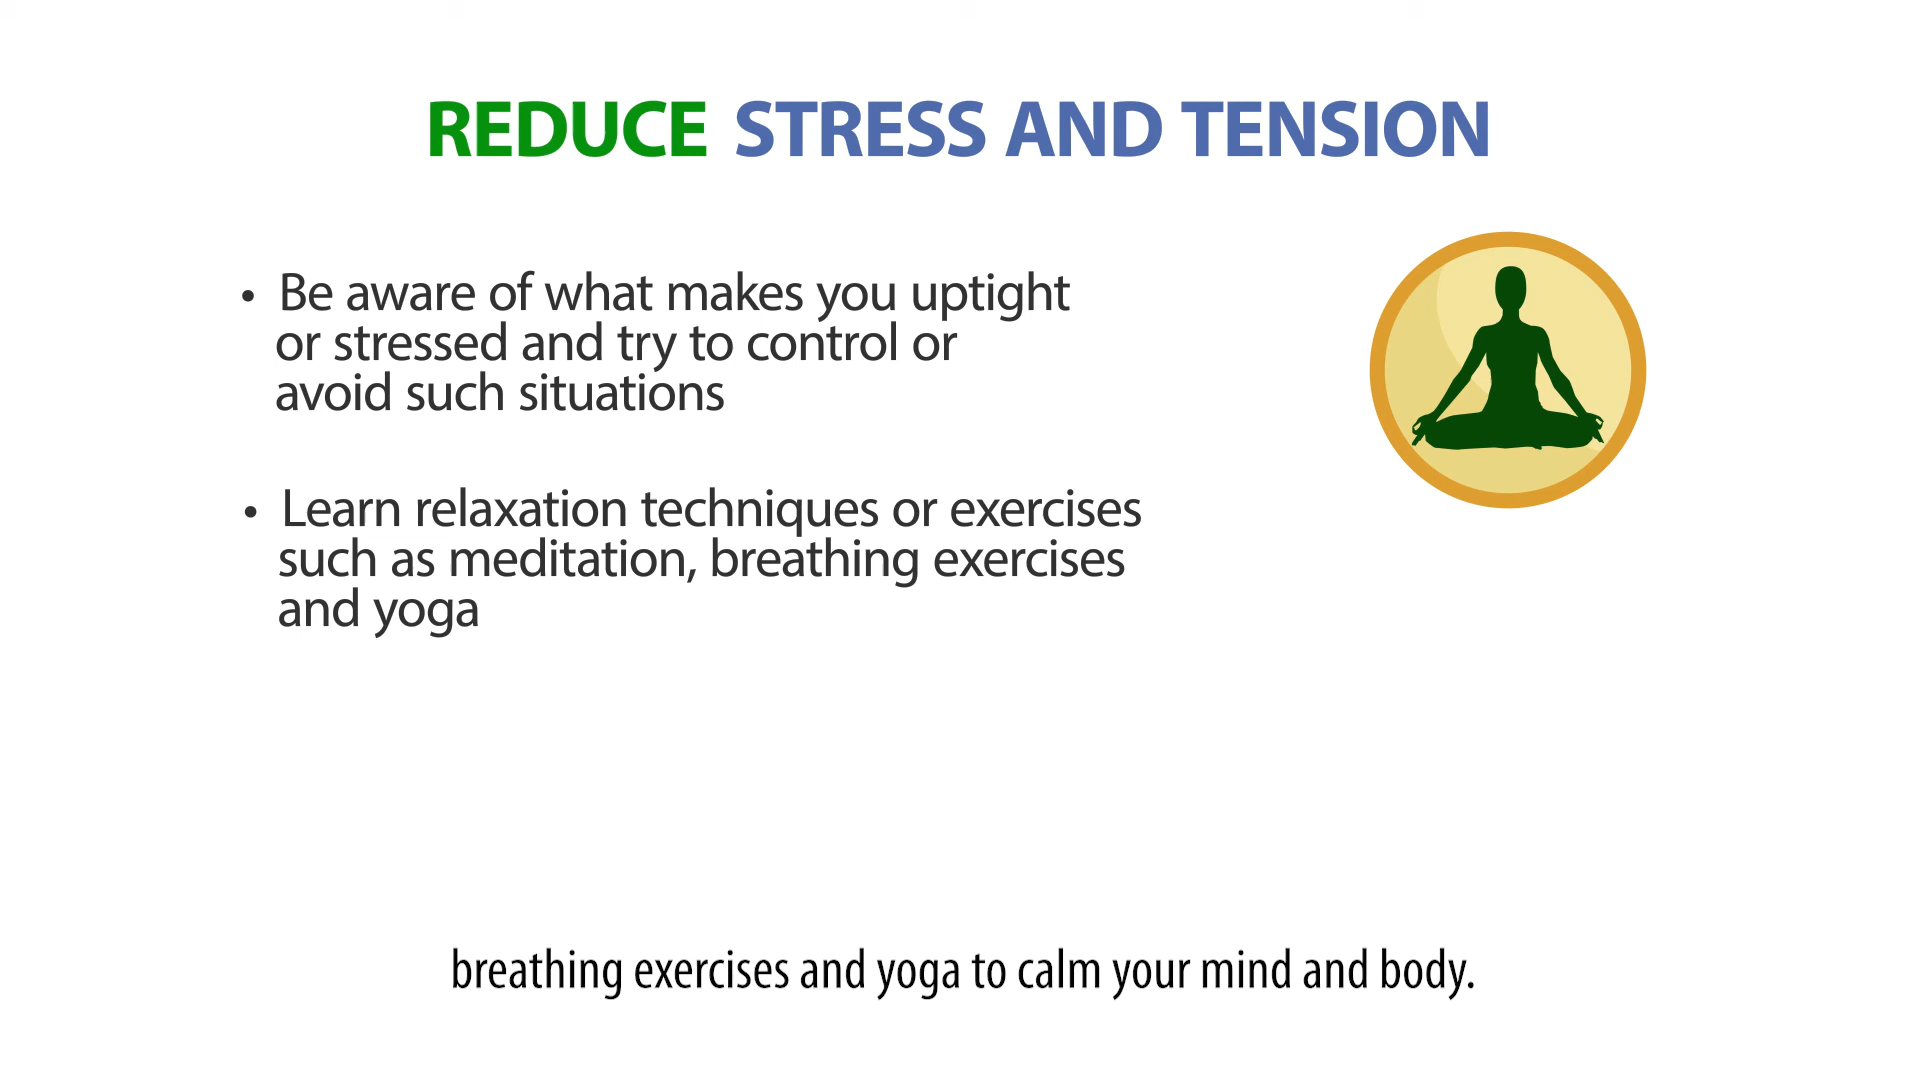 REDUCE STRESS AND TENSION
• Be aware of what makes you uptight
or stressed and try to control or
avoid such situations
• Learn relaxation techniques or exercises
such as meditation, breathing exercises
and yoga
breathing exercises and yoga to calm your mind and body.